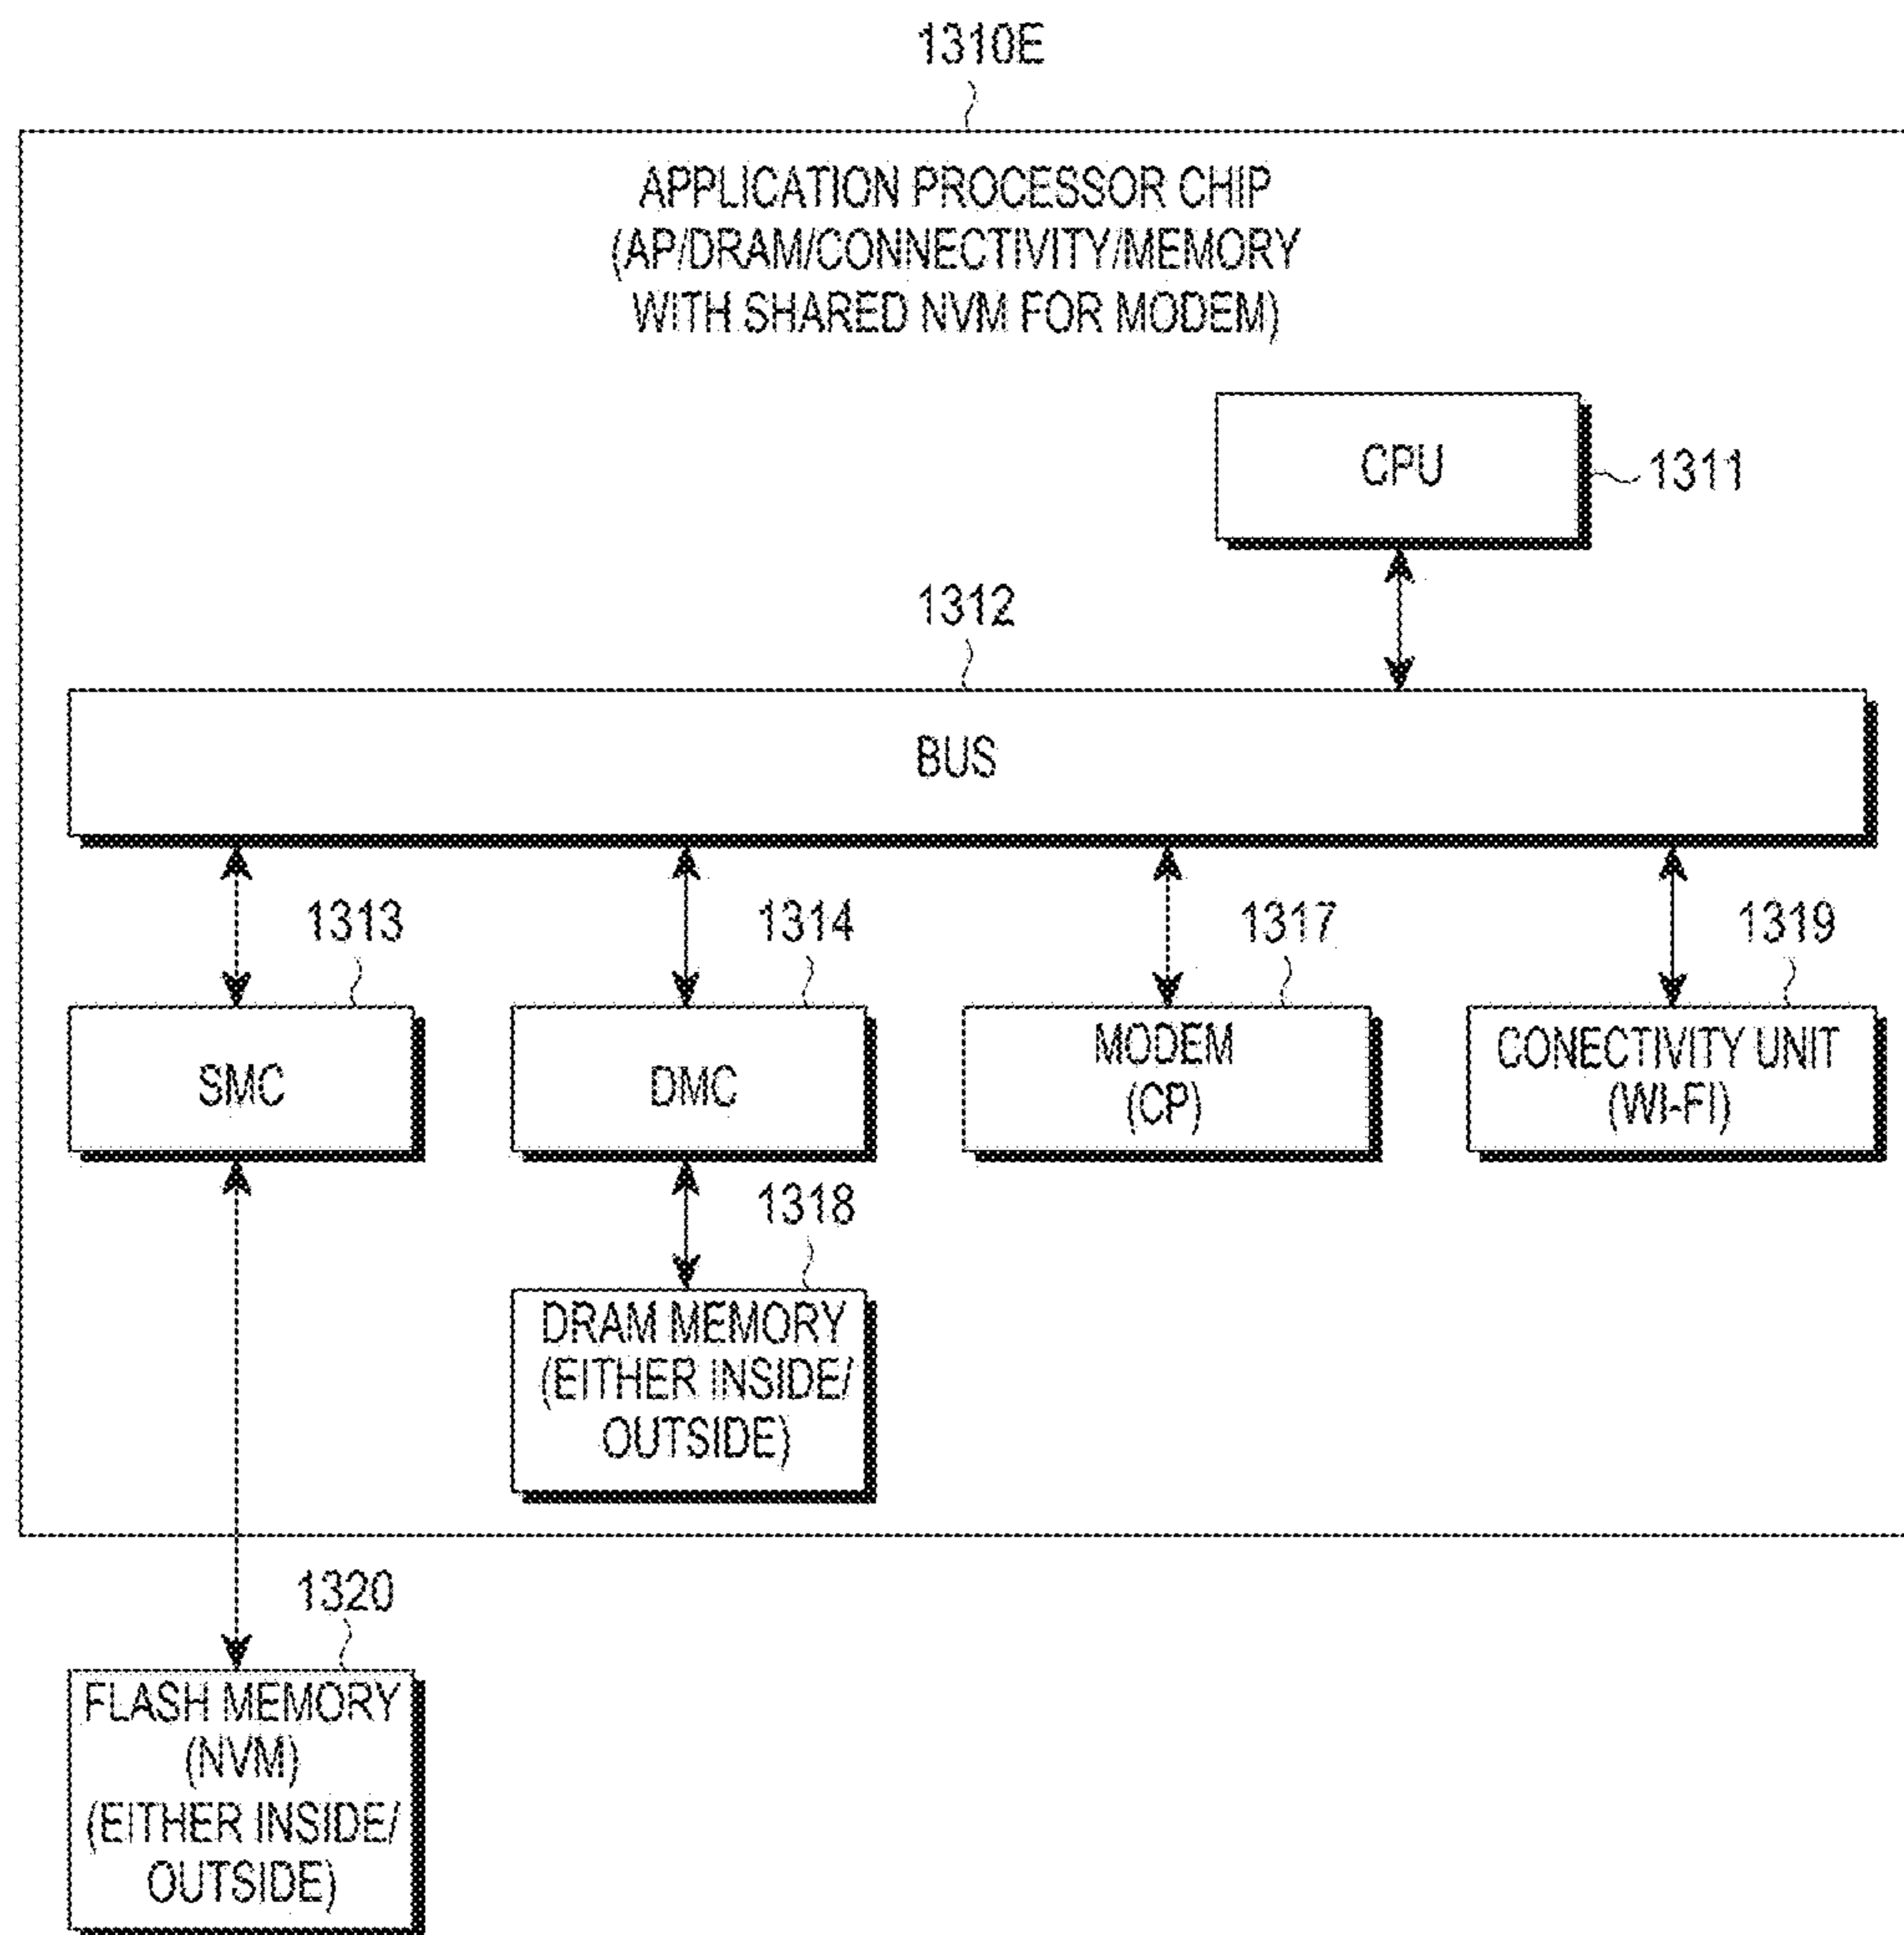 1310E
APPLICATION PROCESSOR CHIP
(AP/DRAM/CONNECTIVITY/MEMORY
WITH SHARED NVM FOR MODEM)
CPU
1311
1312
BUS
1313
1314
1317
1319
SMC
DMC
MODEM
(CP)
CONECTIVITY UNIT
(WI-FI)
1318
DRAM MEMORY
(EITHER INSIDE/
OUTSIDE)
1320
FLASH MEMORY
(NVM)
(EITHER INSIDE/
OUTSIDE)